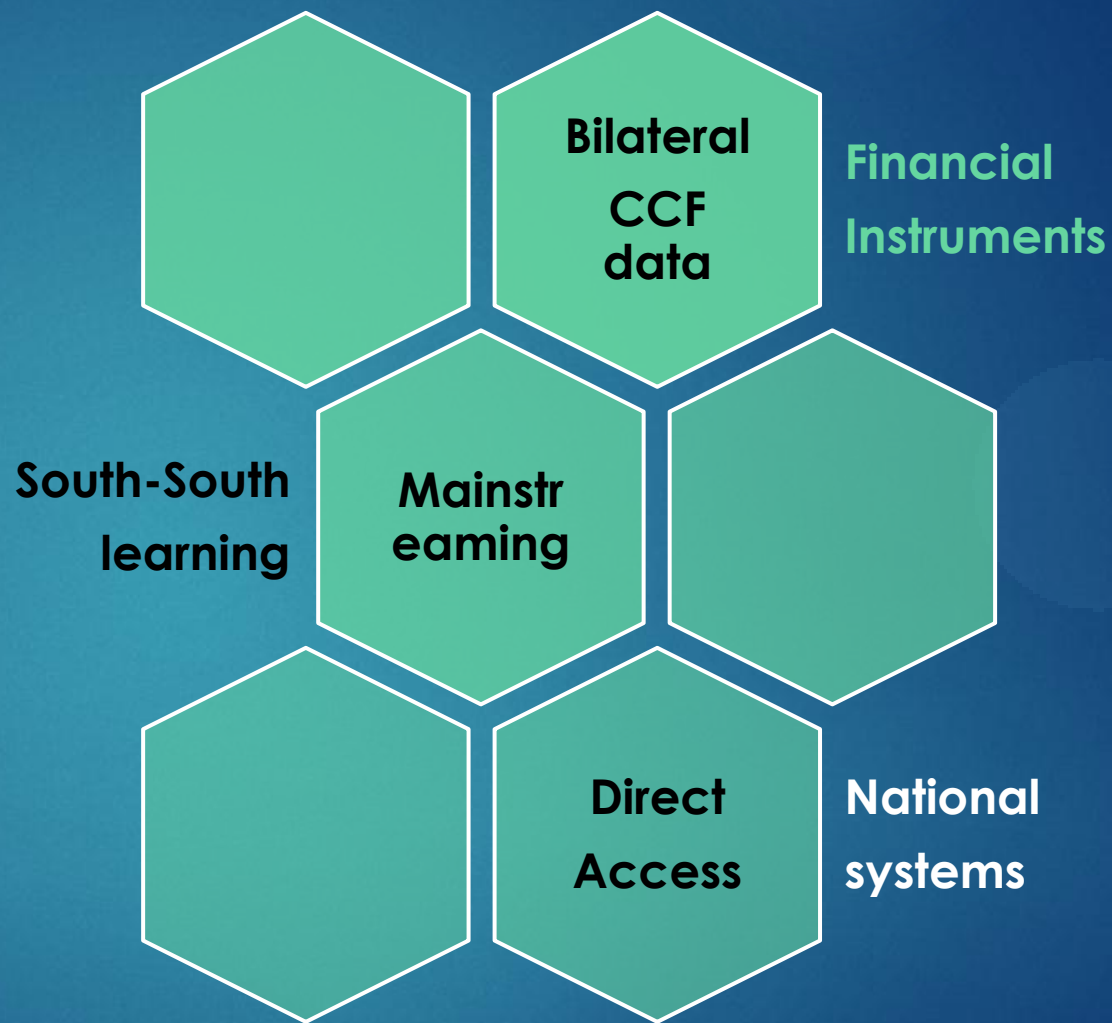 Bilateral
CCF
data
Financial
Instruments
South-South
learning
Mainstr
eaming
Direct
Access
National
systems